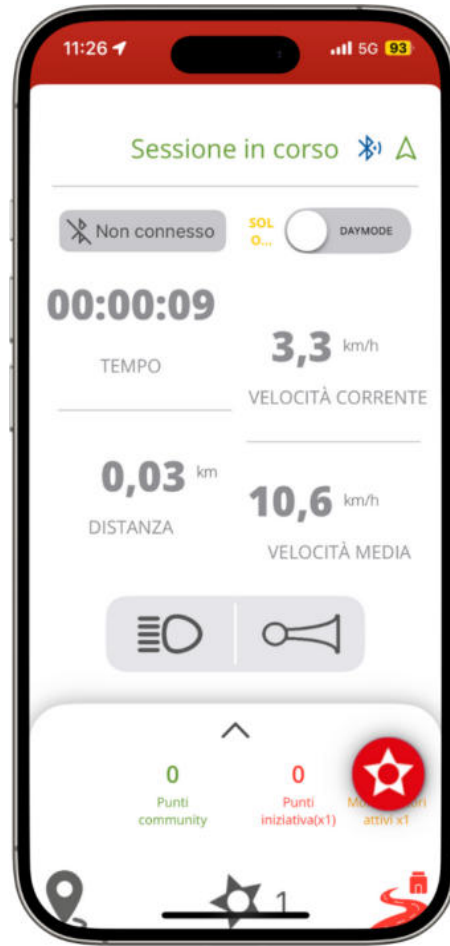 11:26
5G 93
Sessione in corso
Non connesso
SOL
O...
DAYMODE
00:00:09
TEMPO
3,3 km/h
VELOCITÀ CORRENTE
0,03 km
DISTANZA
10,6 km/h
VELOCITÀ MEDIA
0
Punti
community
0
Punti
iniziativa(x1)
attivi x1
1